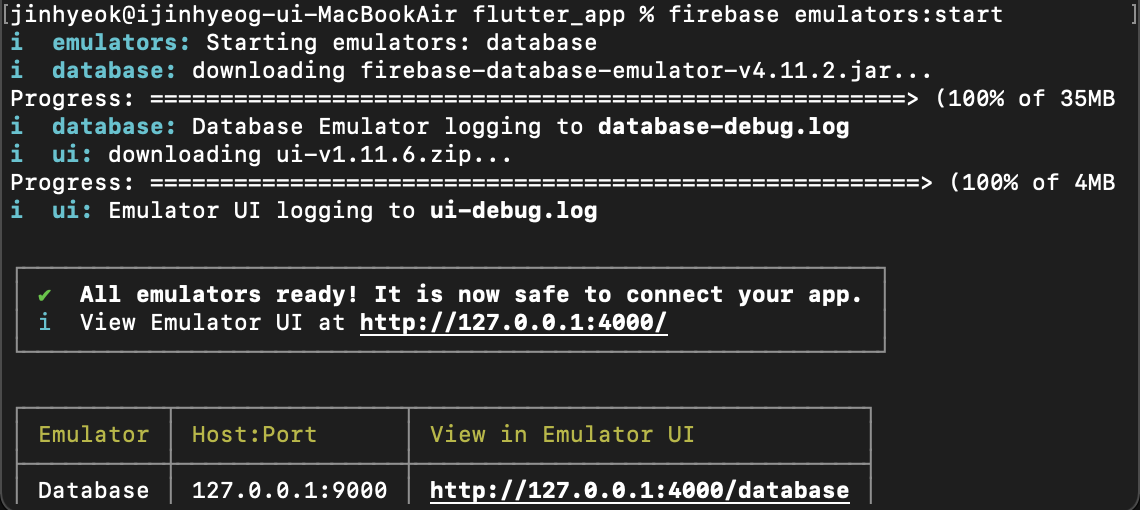 [jinhyeok@ijinhyeog-ui-MacBookAir flutter_app % firebase emulators:start ]
i emulators: Starting emulators: database
i database: downloading firebase-database-emulator-v4.11.2.jar...
Progress: ======================================================> (100% of 35MB
i database: Database Emulator logging to database-debug.log
i ui: downloading ui-v1.11.6.zip...
Progress: =======================================================> (100% of 4MB
i ui: Emulator UI logging to ui-debug.log
✔ All emulators ready! It is now safe to connect your app.
i View Emulator UI at http://127.0.0.1:4000/
Emulator │ Host:Port │ View in Emulator UI
Database │ 127.0.0.1:9000 │ http://127.0.0.1:4000/database